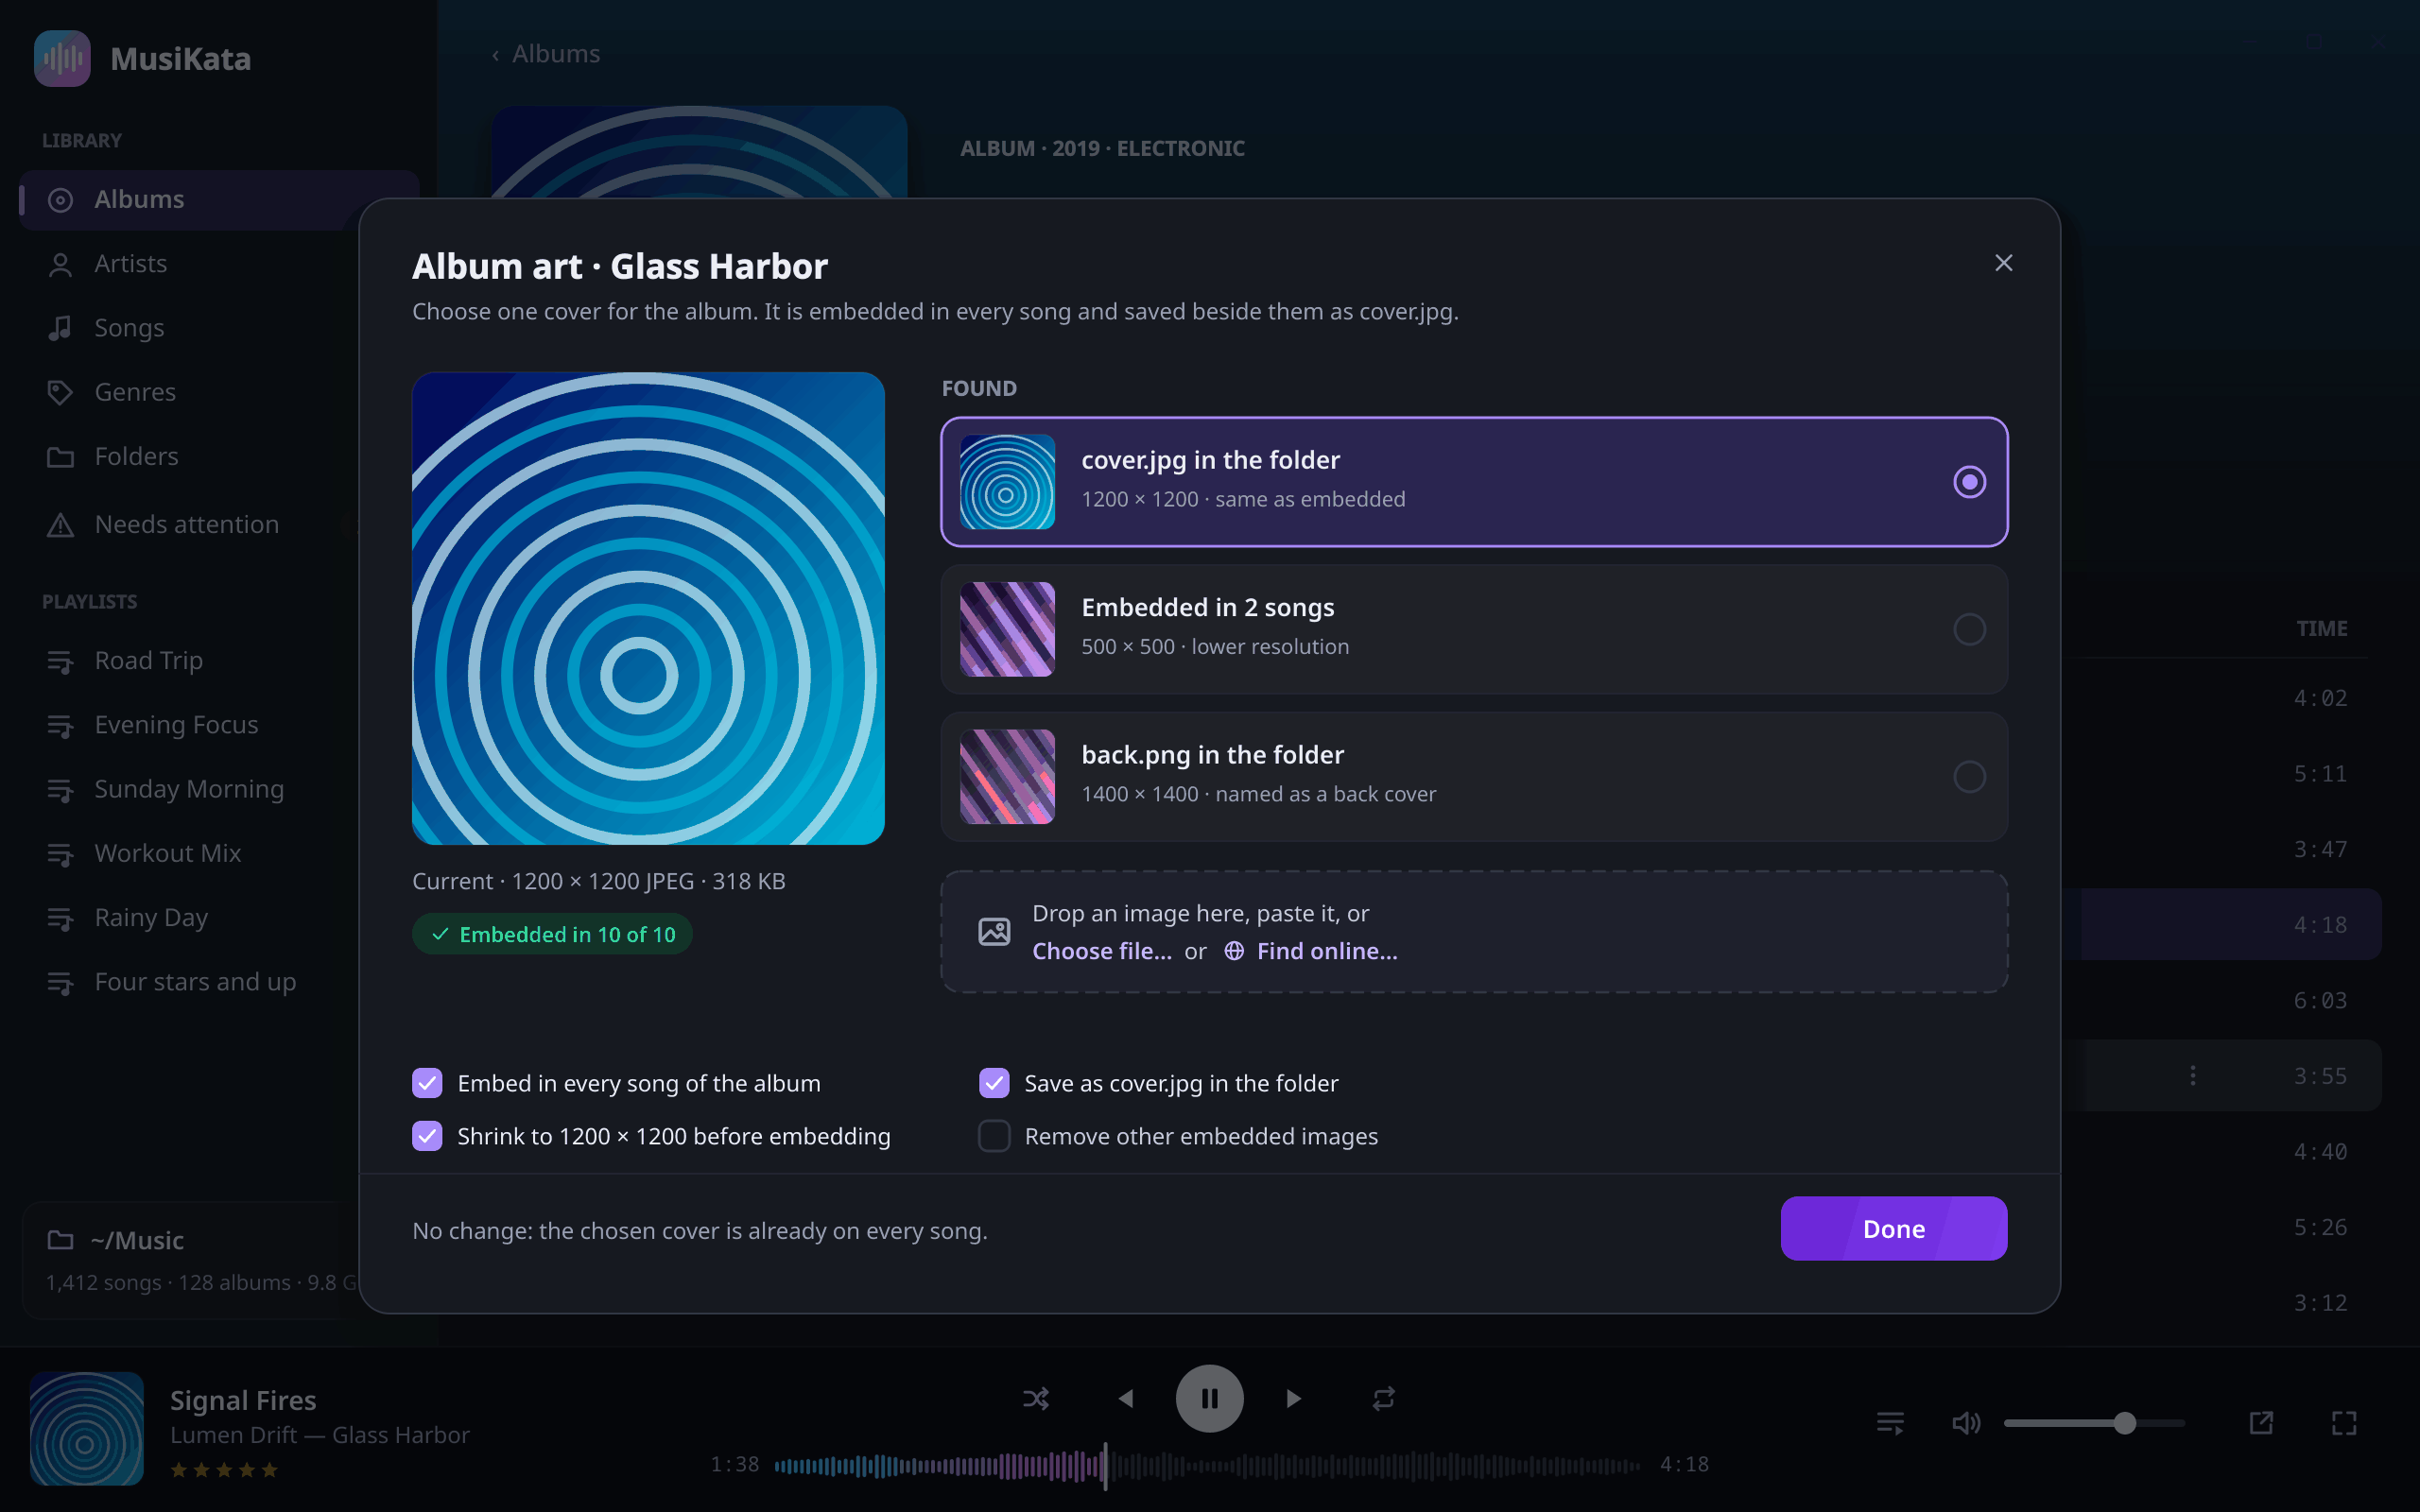 MusiKata
LIBRARY
Albums
Artists
Songs
Genres
Folders
Needs attention
PLAYLISTS
Road Trip
Evening Focus
Sunday Morning
Workout Mix
Rainy Day
Four stars and up
~/Music
1,412 songs · 128 albums · 9.8 G
‹ Albums
ALBUM · 2019 · ELECTRONIC
Album art · Glass Harbor
Choose one cover for the album. It is embedded in every song and saved beside them as cover.jpg.
Current · 1200 × 1200 JPEG · 318 KB
Embedded in 10 of 10
FOUND
cover.jpg in the folder
1200 × 1200 · same as embedded
Embedded in 2 songs
500 × 500 · lower resolution
back.png in the folder
1400 × 1400 · named as a back cover
Drop an image here, paste it, or
Choose file... or Find online...
Embed in every song of the album
Save as cover.jpg in the folder
Shrink to 1200 × 1200 before embedding
Remove other embedded images
No change: the chosen cover is already on every song.
Done
TIME
4:02
5:11
3:47
4:18
6:03
3:55
4:40
5:26
3:12
Signal Fires
Lumen Drift — Glass Harbor
1:38
4:18